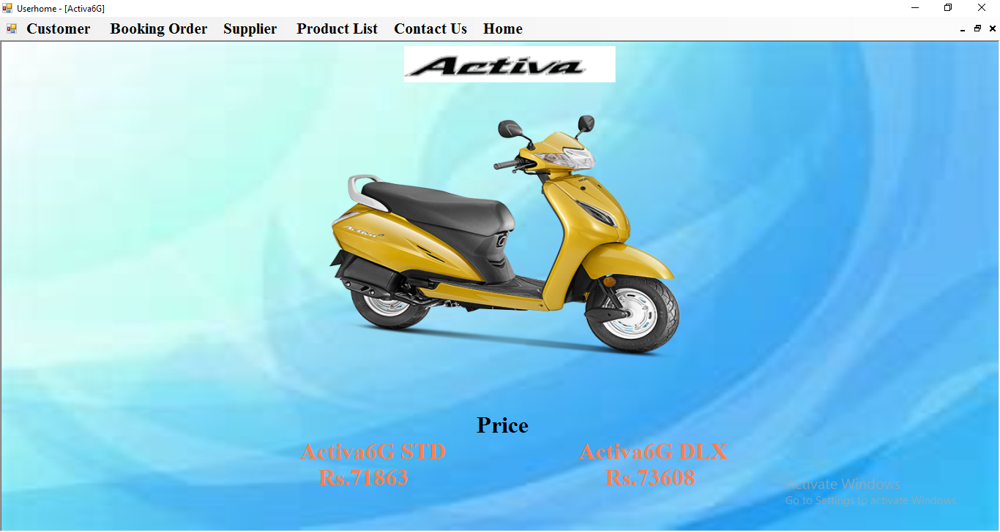 Userhome - [Activa6G]
Customer Booking Order Supplier Product List Contact Us Home
Activa
Activa
Price
Activa6G STD Activa6G DLX
Rs.71863 Rs.73608
Activate Windows
Go to Settings to activate Windows.